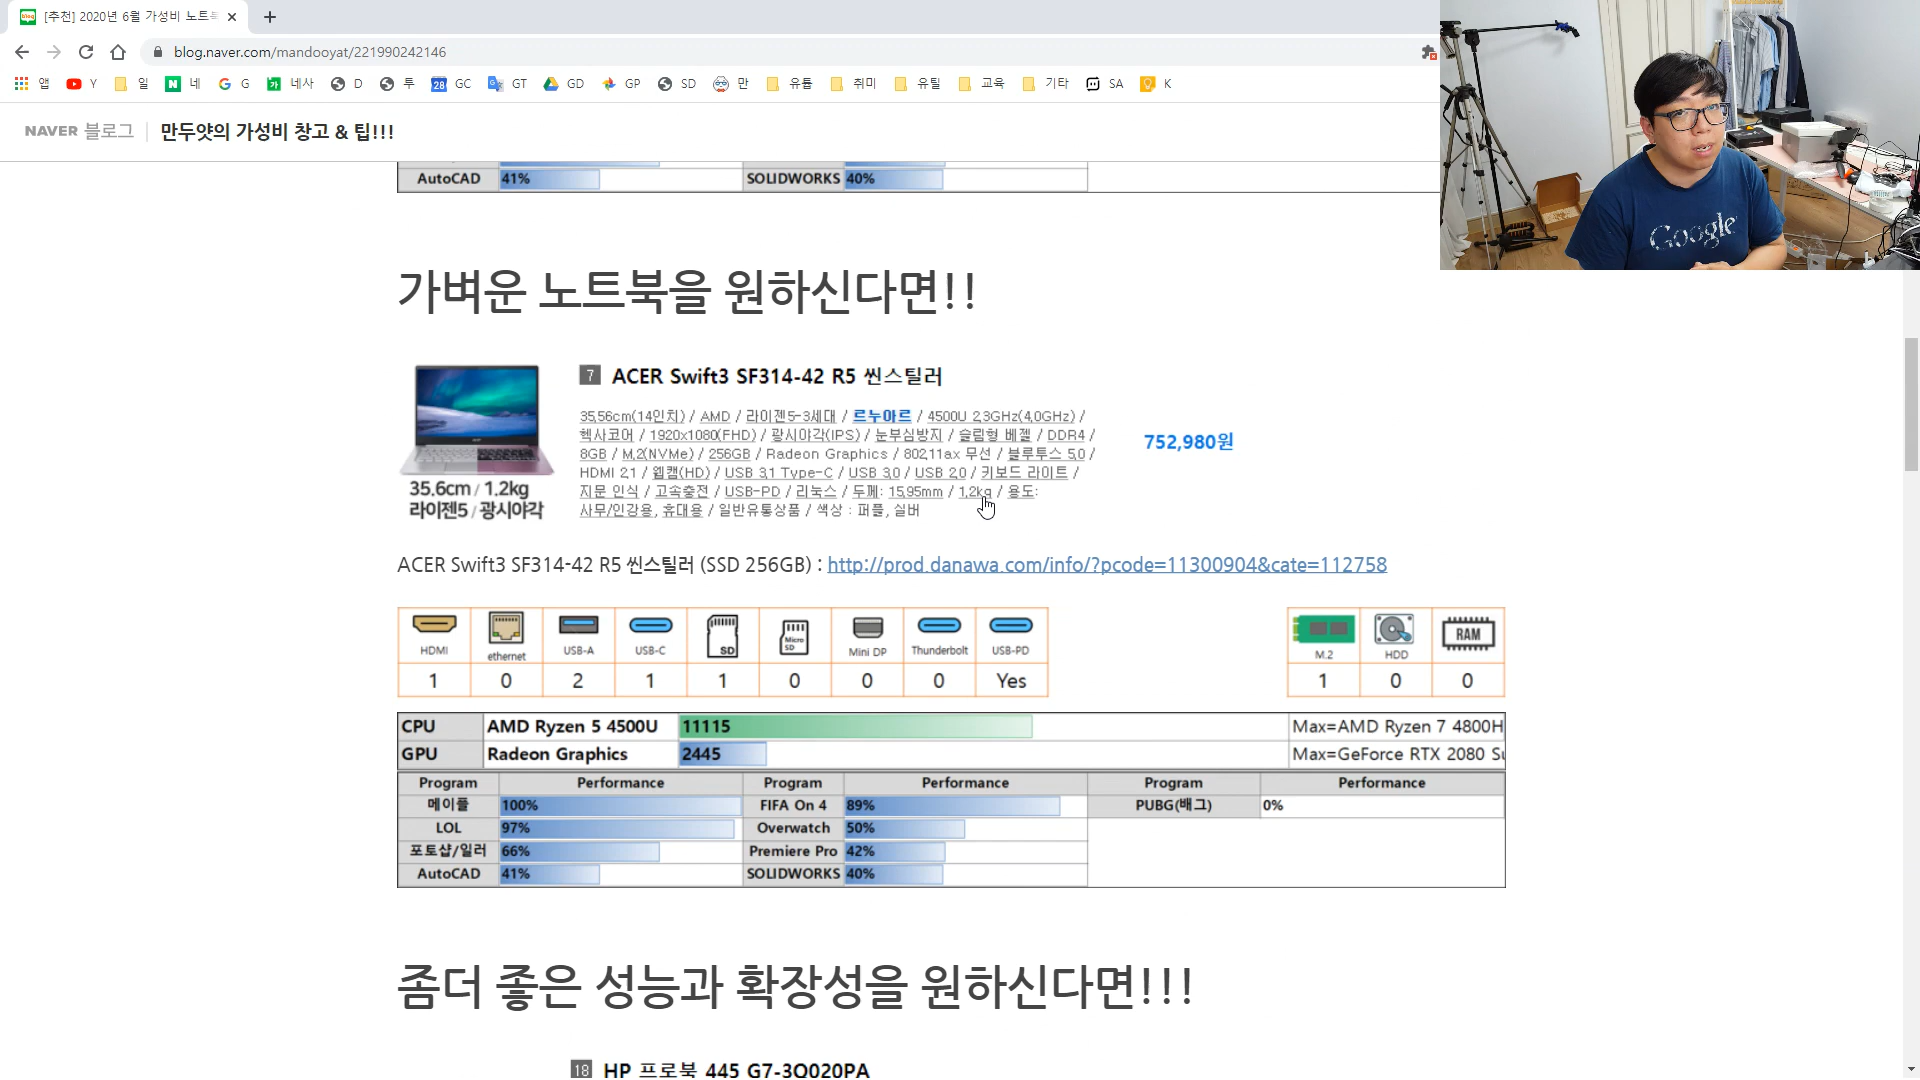 [추천] 2020년 6월 가성비 노트북
blog.naver.com/mandooyat/221990242146
앱 Y 일 네 G 네사 D 투 GC GT GD GP SD 만 유튭 취미 유틸 교육 기타 SA K
NAVER 블로그 만두얏의 가성비 창고 & 팁!!!
AutoCAD 41% SOLIDWORKS 40%
Google
가벼운 노트북을 원하신다면!!
7 ACER Swift3 SF314-42 R5 씬스틸러
35.56cm(14인치) / AMD / 라이젠5-3세대 / 르누아르 / 4500U 2.3GHz(4.0GHz) /
헥사코어 / 1920x1080(FHD) / 광시야각(IPS) / 눈부심방지 / 슬림형 베젤 / DDR4 /
8GB / M.2(NVMe) / 256GB / Radeon Graphics / 802.11ax 무선 / 블루투스 5.0 /
HDMI 2.1 / 웹캠(HD) / USB 3.1 Type-C / USB 3.0 / USB 2.0 / 키보드 라이트 /
지문 인식 / 고속충전 / USB-PD / 리눅스 / 두께: 15.95mm / 1.2kg / 용도:
사무/인강용, 휴대용 / 일반유통상품 / 색상 : 퍼플, 실버
752,980원
35.6cm / 1.2kg
라이젠5 / 광시야각
ACER Swift3 SF314-42 R5 씬스틸러 (SSD 256GB) : http://prod.danawa.com/info/?pcode=11300904&cate=112758
HDMI ethernet USB-A USB-C SD Micro SD Mini DP Thunderbolt USB-PD M.2 HDD RAM
1 0 2 1 1 0 0 0 Yes 1 0 0
CPU AMD Ryzen 5 4500U 11115 Max=AMD Ryzen 7 4800H
GPU Radeon Graphics 2445 Max=GeForce RTX 2080 Su
Program Performance Program Performance Program Performance
메이플 100% FIFA On 4 89% PUBG(배그) 0%
LOL 97% Overwatch 50%
포토샵/일러 66% Premiere Pro 42%
AutoCAD 41% SOLIDWORKS 40%
좀더 좋은 성능과 확장성을 원하신다면!!!
18 HP 프로북 445 G7-3Q020PA